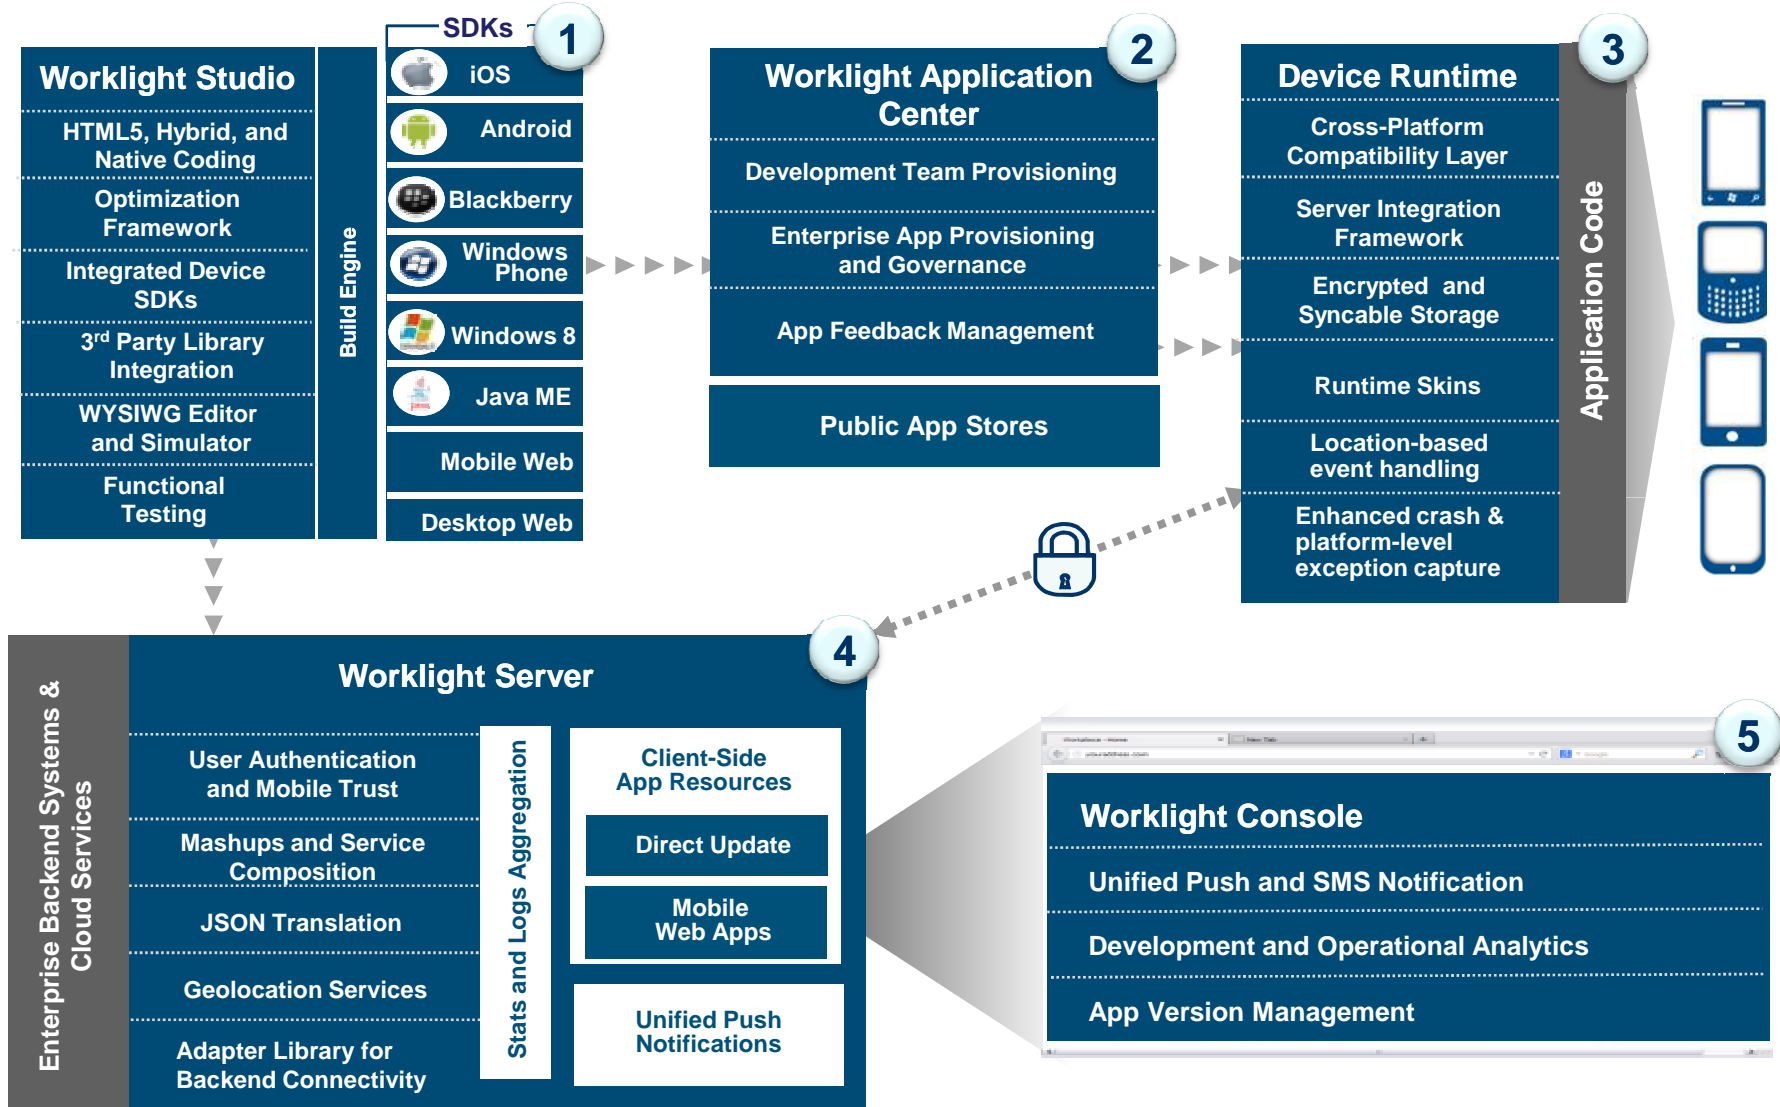 SDKs
1
Worklight Studio
HTML5, Hybrid, and
Native Coding
Optimization
Framework
Integrated Device
SDKs
3rd Party Library
Integration
WYSIWG Editor
and Simulator
Functional
Testing
Build Engine
iOS
Android
Blackberry
Windows
Phone
Windows 8
Java ME
Mobile Web
Desktop Web
2
Worklight Application
Center
Development Team Provisioning
Enterprise App Provisioning
and Governance
App Feedback Management
Public App Stores
3
Device Runtime
Cross-Platform
Compatibility Layer
Server Integration
Framework
Encrypted and
Syncable Storage
Runtime Skins
Location-based
event handling
Enhanced crash &
platform-level
exception capture
Application Code
4
Enterprise Backend Systems &
Cloud Services
Worklight Server
User Authentication
and Mobile Trust
Mashups and Service
Composition
JSON Translation
Geolocation Services
Adapter Library for
Backend Connectivity
Stats and Logs Aggregation
Client-Side
App Resources
Direct Update
Mobile
Web Apps
Unified Push
Notifications
5
New Tab
Google
Worklight Console
Unified Push and SMS Notification
Development and Operational Analytics
App Version Management